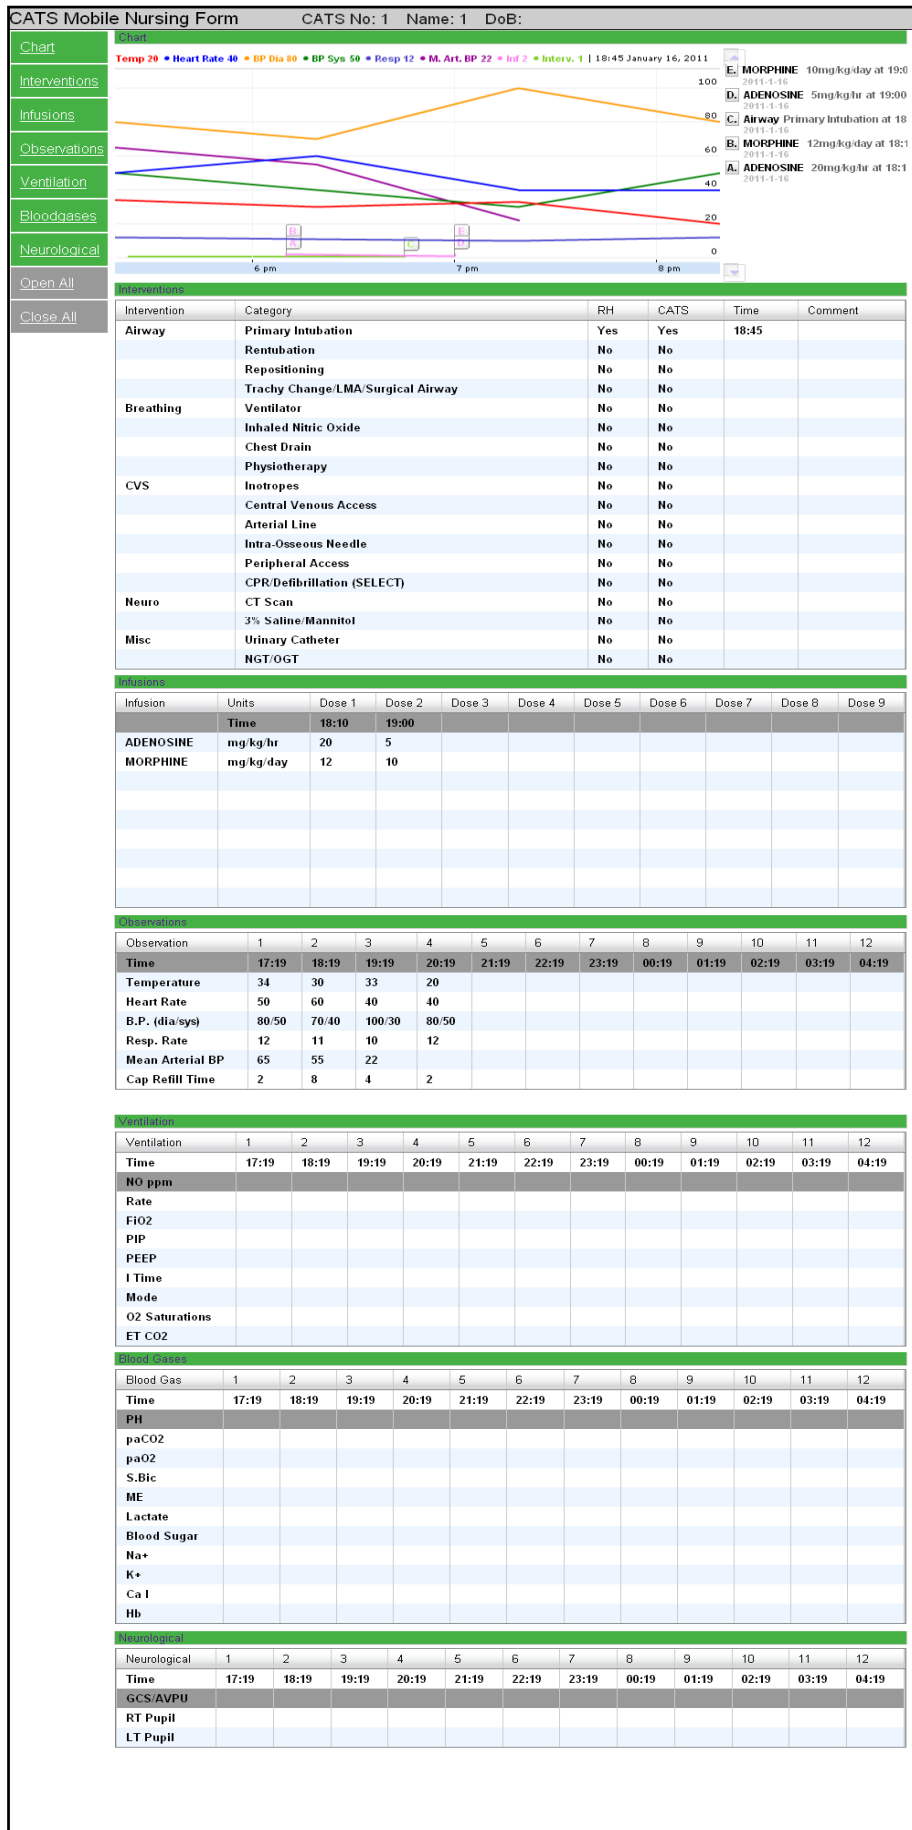 CATS Mobile Nursing Form CATS No: 1 Name: 1 DoB:
Chart
Interventions
Infusions
Observations
Ventilation
Bloodgases
Neurological
Open All
Close All
Chart
Temp 20 • Heart Rate 40 • BP Dia 80 • BP Sys 50 • Resp 12 • M. Art. BP 22 • Inf 2 • Interv. 1 | 18:45 January 16, 2011
100
80
60
40
20
0
B.
A.
C.
E.
D.
6 pm 7 pm 8 pm
E. MORPHINE 10mg/kg/day at 19:0
2011-1-16
D. ADENOSINE 5mg/kg/hr at 19:00
2011-1-16
C. Airway Primary Intubation at 18
2011-1-16
B. MORPHINE 12mg/kg/day at 18:1
2011-1-16
A. ADENOSINE 20mg/kg/hr at 18:1
2011-1-16
Interventions
Intervention Category RH CATS Time Comment
Airway Primary Intubation Yes Yes 18:45
Rentubation No No
Repositioning No No
Trachy Change/LMA/Surgical Airway No No
Breathing Ventilator No No
Inhaled Nitric Oxide No No
Chest Drain No No
Physiotherapy No No
CVS Inotropes No No
Central Venous Access No No
Arterial Line No No
Intra-Osseous Needle No No
Peripheral Access No No
CPR/Defibrillation (SELECT) No No
Neuro CT Scan No No
3% Saline/Mannitol No No
Misc Urinary Catheter No No
NGT/OGT No No
Infusions
Infusion Units Dose 1 Dose 2 Dose 3 Dose 4 Dose 5 Dose 6 Dose 7 Dose 8 Dose 9
Time 18:10 19:00
ADENOSINE mg/kg/hr 20 5
MORPHINE mg/kg/day 12 10
Observations
Observation 1 2 3 4 5 6 7 8 9 10 11 12
Time 17:19 18:19 19:19 20:19 21:19 22:19 23:19 00:19 01:19 02:19 03:19 04:19
Temperature 34 30 33 20
Heart Rate 50 60 40 40
B.P. (dia/sys) 80/50 70/40 100/30 80/50
Resp. Rate 12 11 10 12
Mean Arterial BP 65 55 22
Cap Refill Time 2 8 4 2
Ventilation
Ventilation 1 2 3 4 5 6 7 8 9 10 11 12
Time 17:19 18:19 19:19 20:19 21:19 22:19 23:19 00:19 01:19 02:19 03:19 04:19
NO ppm
Rate
FiO2
PIP
PEEP
I Time
Mode
O2 Saturations
ET CO2
Blood Gases
Blood Gas 1 2 3 4 5 6 7 8 9 10 11 12
Time 17:19 18:19 19:19 20:19 21:19 22:19 23:19 00:19 01:19 02:19 03:19 04:19
PH
paCO2
paO2
S.Bic
ME
Lactate
Blood Sugar
Na+
K+
Ca I
Hb
Neurological
Neurological 1 2 3 4 5 6 7 8 9 10 11 12
Time 17:19 18:19 19:19 20:19 21:19 22:19 23:19 00:19 01:19 02:19 03:19 04:19
GCS/AVPU
RT Pupil
LT Pupil